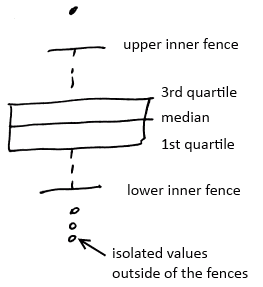 upper inner fence
3rd quartile
median
1st quartile
lower inner fence
isolated values
outside of the fences